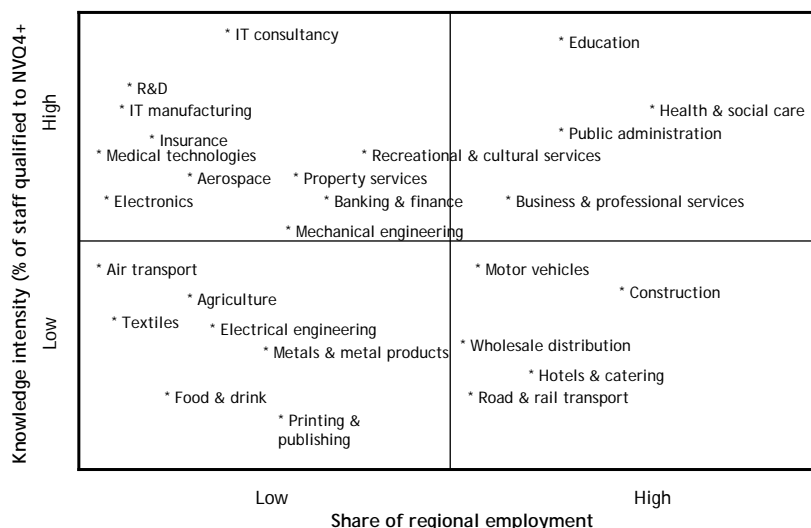 Knowledge intensity (% of staff qualified to NVQ4+
High
Low
* IT consultancy
* Education
* R&D
* IT manufacturing
* Health & social care
* Public administration
* Insurance
* Medical technologies
* Recreational & cultural services
* Aerospace
* Property services
* Electronics
* Banking & finance
* Business & professional services
* Mechanical engineering
* Air transport
* Motor vehicles
* Construction
* Agriculture
* Textiles
* Electrical engineering
* Wholesale distribution
* Metals & metal products
* Hotels & catering
* Food & drink
* Road & rail transport
* Printing &
publishing
Low
High
Share of regional employment